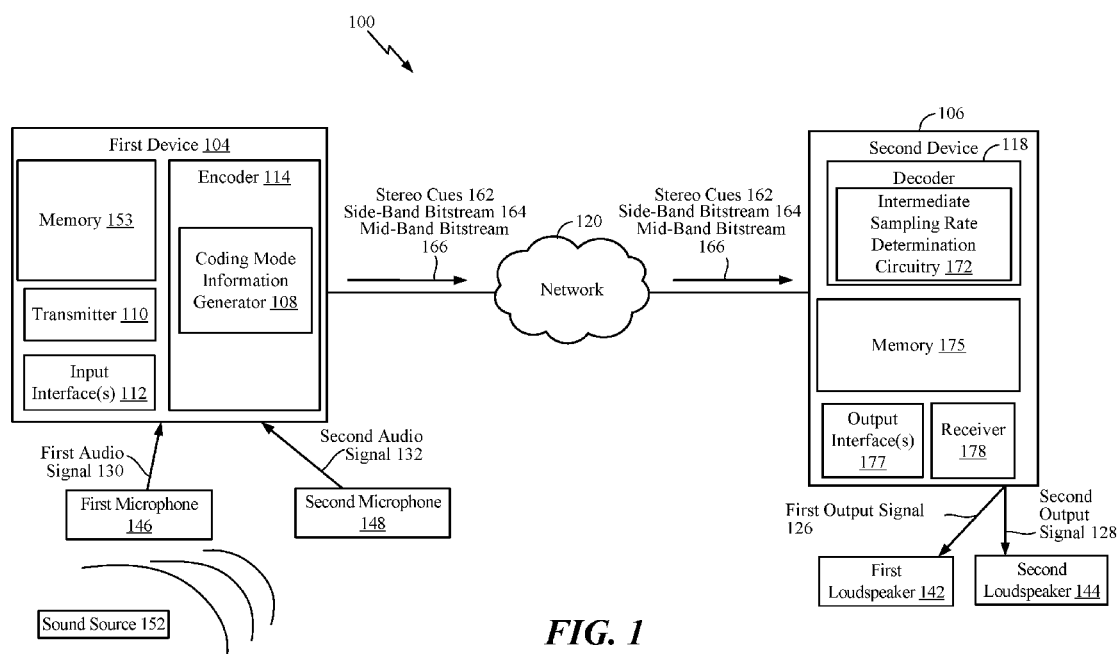 100
106
First Device 104
Memory 153
Transmitter 110
Input
Interface(s) 112
Encoder 114
Coding Mode
Information
Generator 108
Stereo Cues 162
Side-Band Bitstream 164
Mid-Band Bitstream
166
120
Network
Stereo Cues 162
Side-Band Bitstream 164
Mid-Band Bitstream
166
Second Device
118
Decoder
Intermediate
Sampling Rate
Determination
Circuitry 172
Memory 175
Output
Interface(s)
177
Receiver
178
First Audio
Signal 130
Second Audio
Signal 132
First Microphone
146
Second Microphone
148
Sound Source 152
First Output Signal
126
Second
Output
Signal 128
First
Loudspeaker 142
Second
Loudspeaker 144
FIG. 1